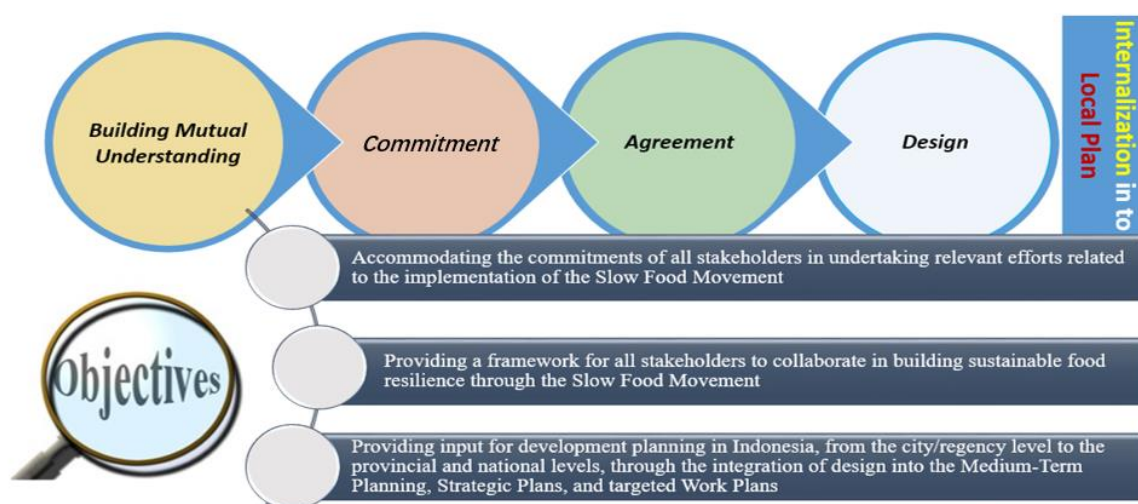 Building Mutual
Understanding
Commitment
Agreement
Design
Internalization in to
Local Plan
Objectives
Accommodating the commitments of all stakeholders in undertaking relevant efforts related
to the implementation of the Slow Food Movement
Providing a framework for all stakeholders to collaborate in building sustainable food
resilience through the Slow Food Movement
Providing input for development planning in Indonesia, from the city/regency level to the
provincial and national levels, through the integration of design into the Medium-Term
Planning, Strategic Plans, and targeted Work Plans